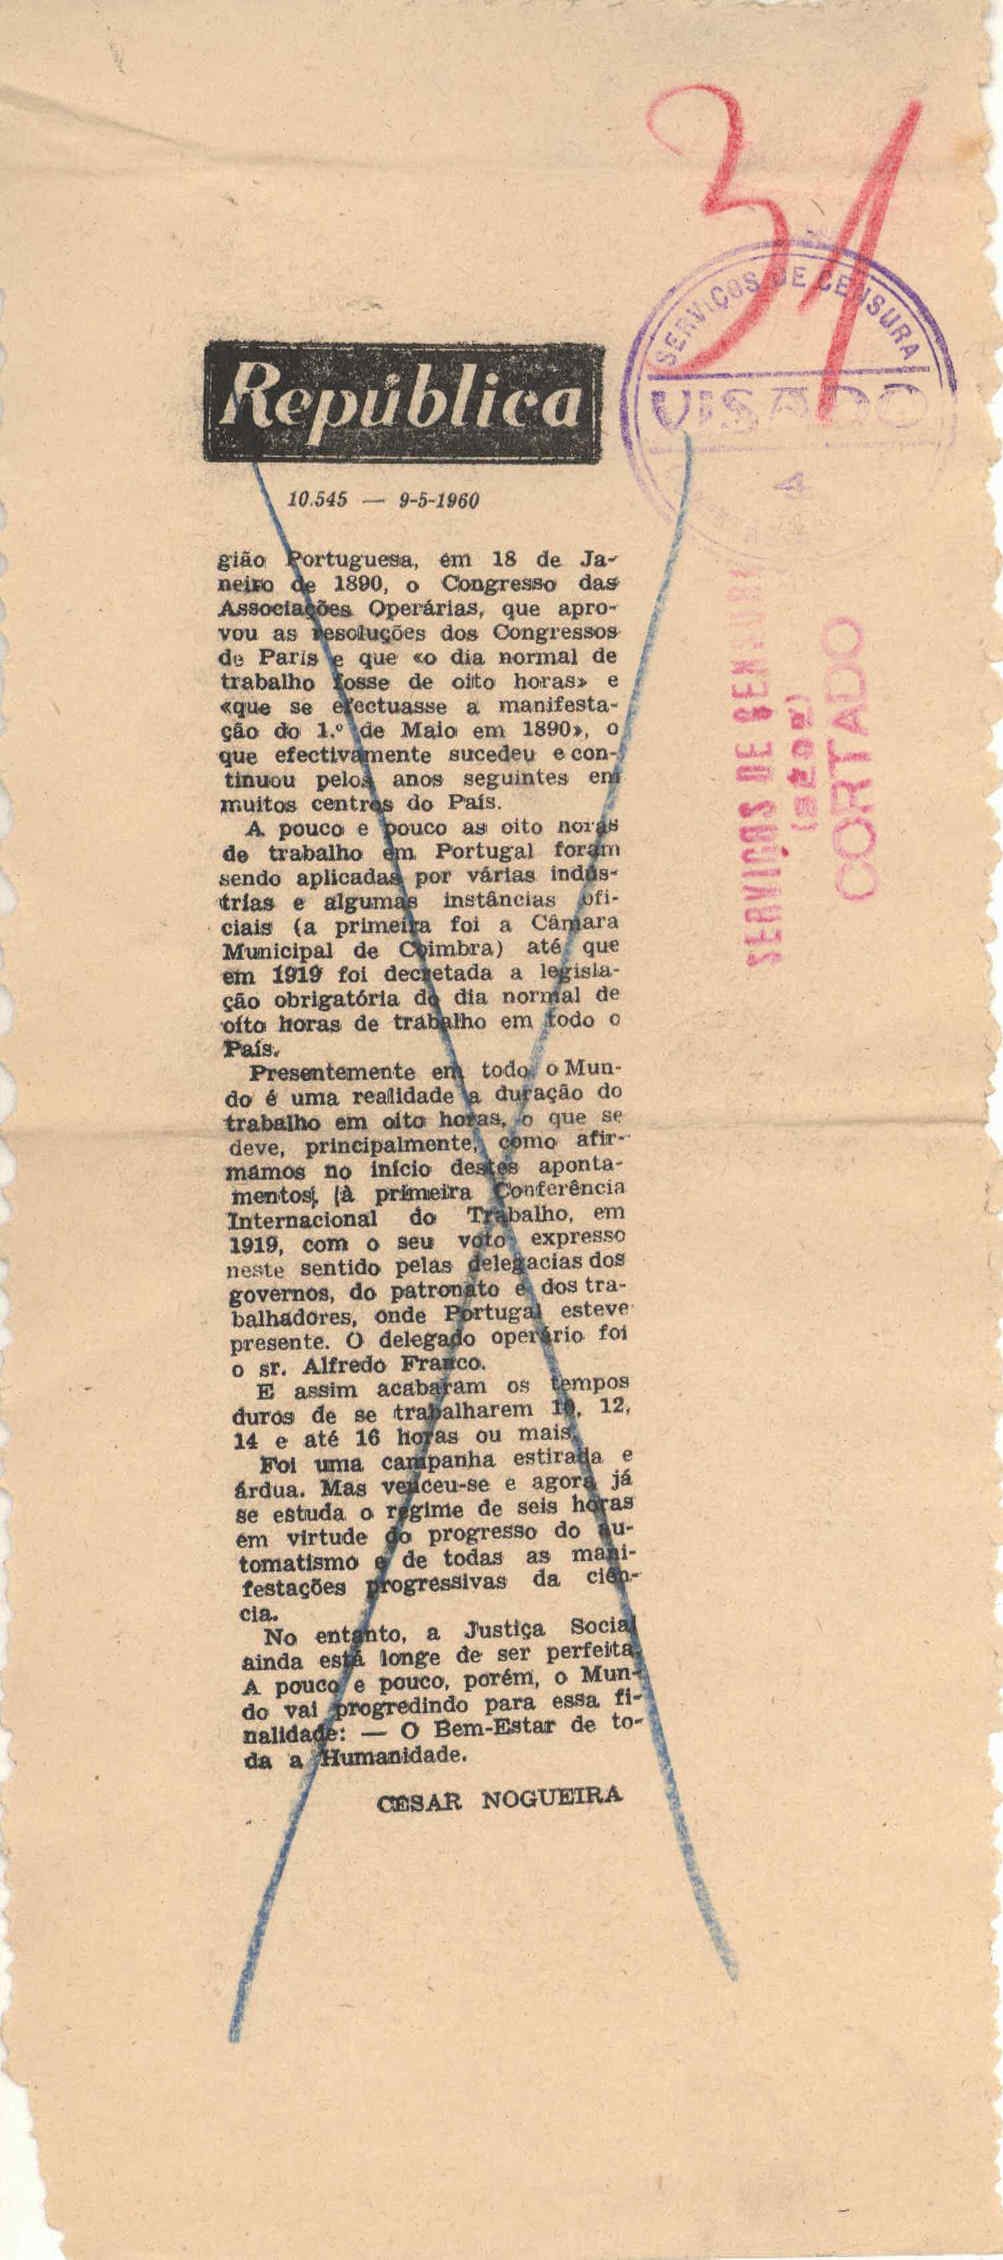 31
SERVIÇOS DE CENSURA
VISADO
4
República
10.545 — 9-5-1960
SERVIÇOS DE CENSURA
CORTADO
gião Portuguesa, em 18 de Ja-
neiro de 1890, o Congresso das
Associações Operárias, que apro-
vou as resoluções dos Congressos
de Paris e que «o dia normal de
trabalho fosse de oito horas» e
«que se efectuasse a manifesta-
ção do 1.º de Maio em 1890», o
que efectivamente sucedeu e con-
tinuou pelos anos seguintes em
muitos centros do País.
A pouco e pouco as oito horas
de trabalho em Portugal foram
sendo aplicadas por várias indús-
trias e algumas instâncias ofi-
ciais (a primeira foi a Câmara
Municipal de Coimbra) até que
em 1919 foi decretada a legisla-
ção obrigatória do dia normal de
oito horas de trabalho em todo o
País.
Presentemente em todo o Mun-
do é uma realidade a duração do
trabalho em oito horas, o que se
deve, principalmente, como afir-
mámos no início destes aponta-
mentos, à primeira Conferência
Internacional do Trabalho, em
1919, com o seu voto expresso
neste sentido pelas delegacias dos
governos, do patronato e dos tra-
balhadores, onde Portugal esteve
presente. O delegado operário foi
o sr. Alfredo Franco.
E assim acabaram os tempos
duros de se trabalharem 10, 12,
14 e até 16 horas ou mais.
Foi uma campanha estirada e
árdua. Mas venceu-se e agora já
se estuda o regime de seis horas
em virtude do progresso do au-
tomatismo e de todas as mani-
festações progressivas da ciên-
cia.
No entanto, a Justiça Social
ainda está longe de ser perfeita.
A pouco e pouco, porém, o Mun-
do vai progredindo para essa fi-
nalidade: — O Bem-Estar de to-
da a Humanidade.
CESAR NOGUEIRA